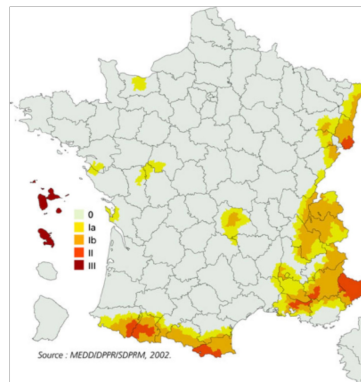 0
Ia
Ib
II
III
Source : MEDD/DPPR/SDPRM, 2002.